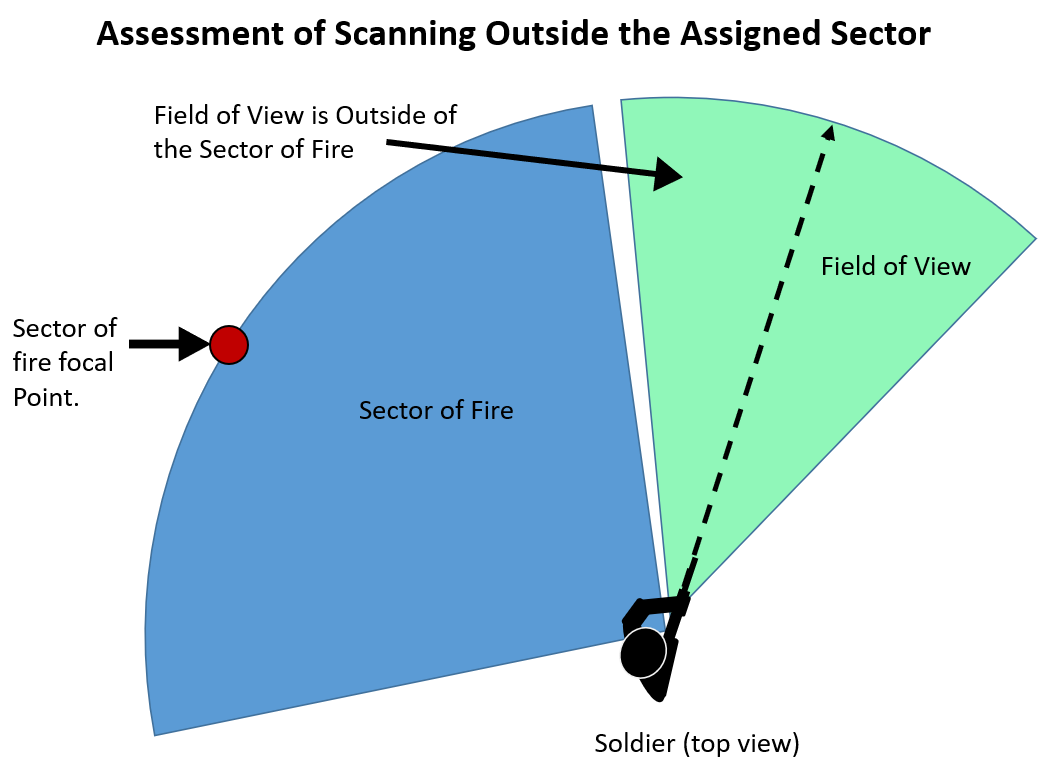 Assessment of Scanning Outside the Assigned Sector
Field of View is Outside of
the Sector of Fire
Field of View
Sector of
fire focal
Point.
Sector of Fire
Soldier (top view)